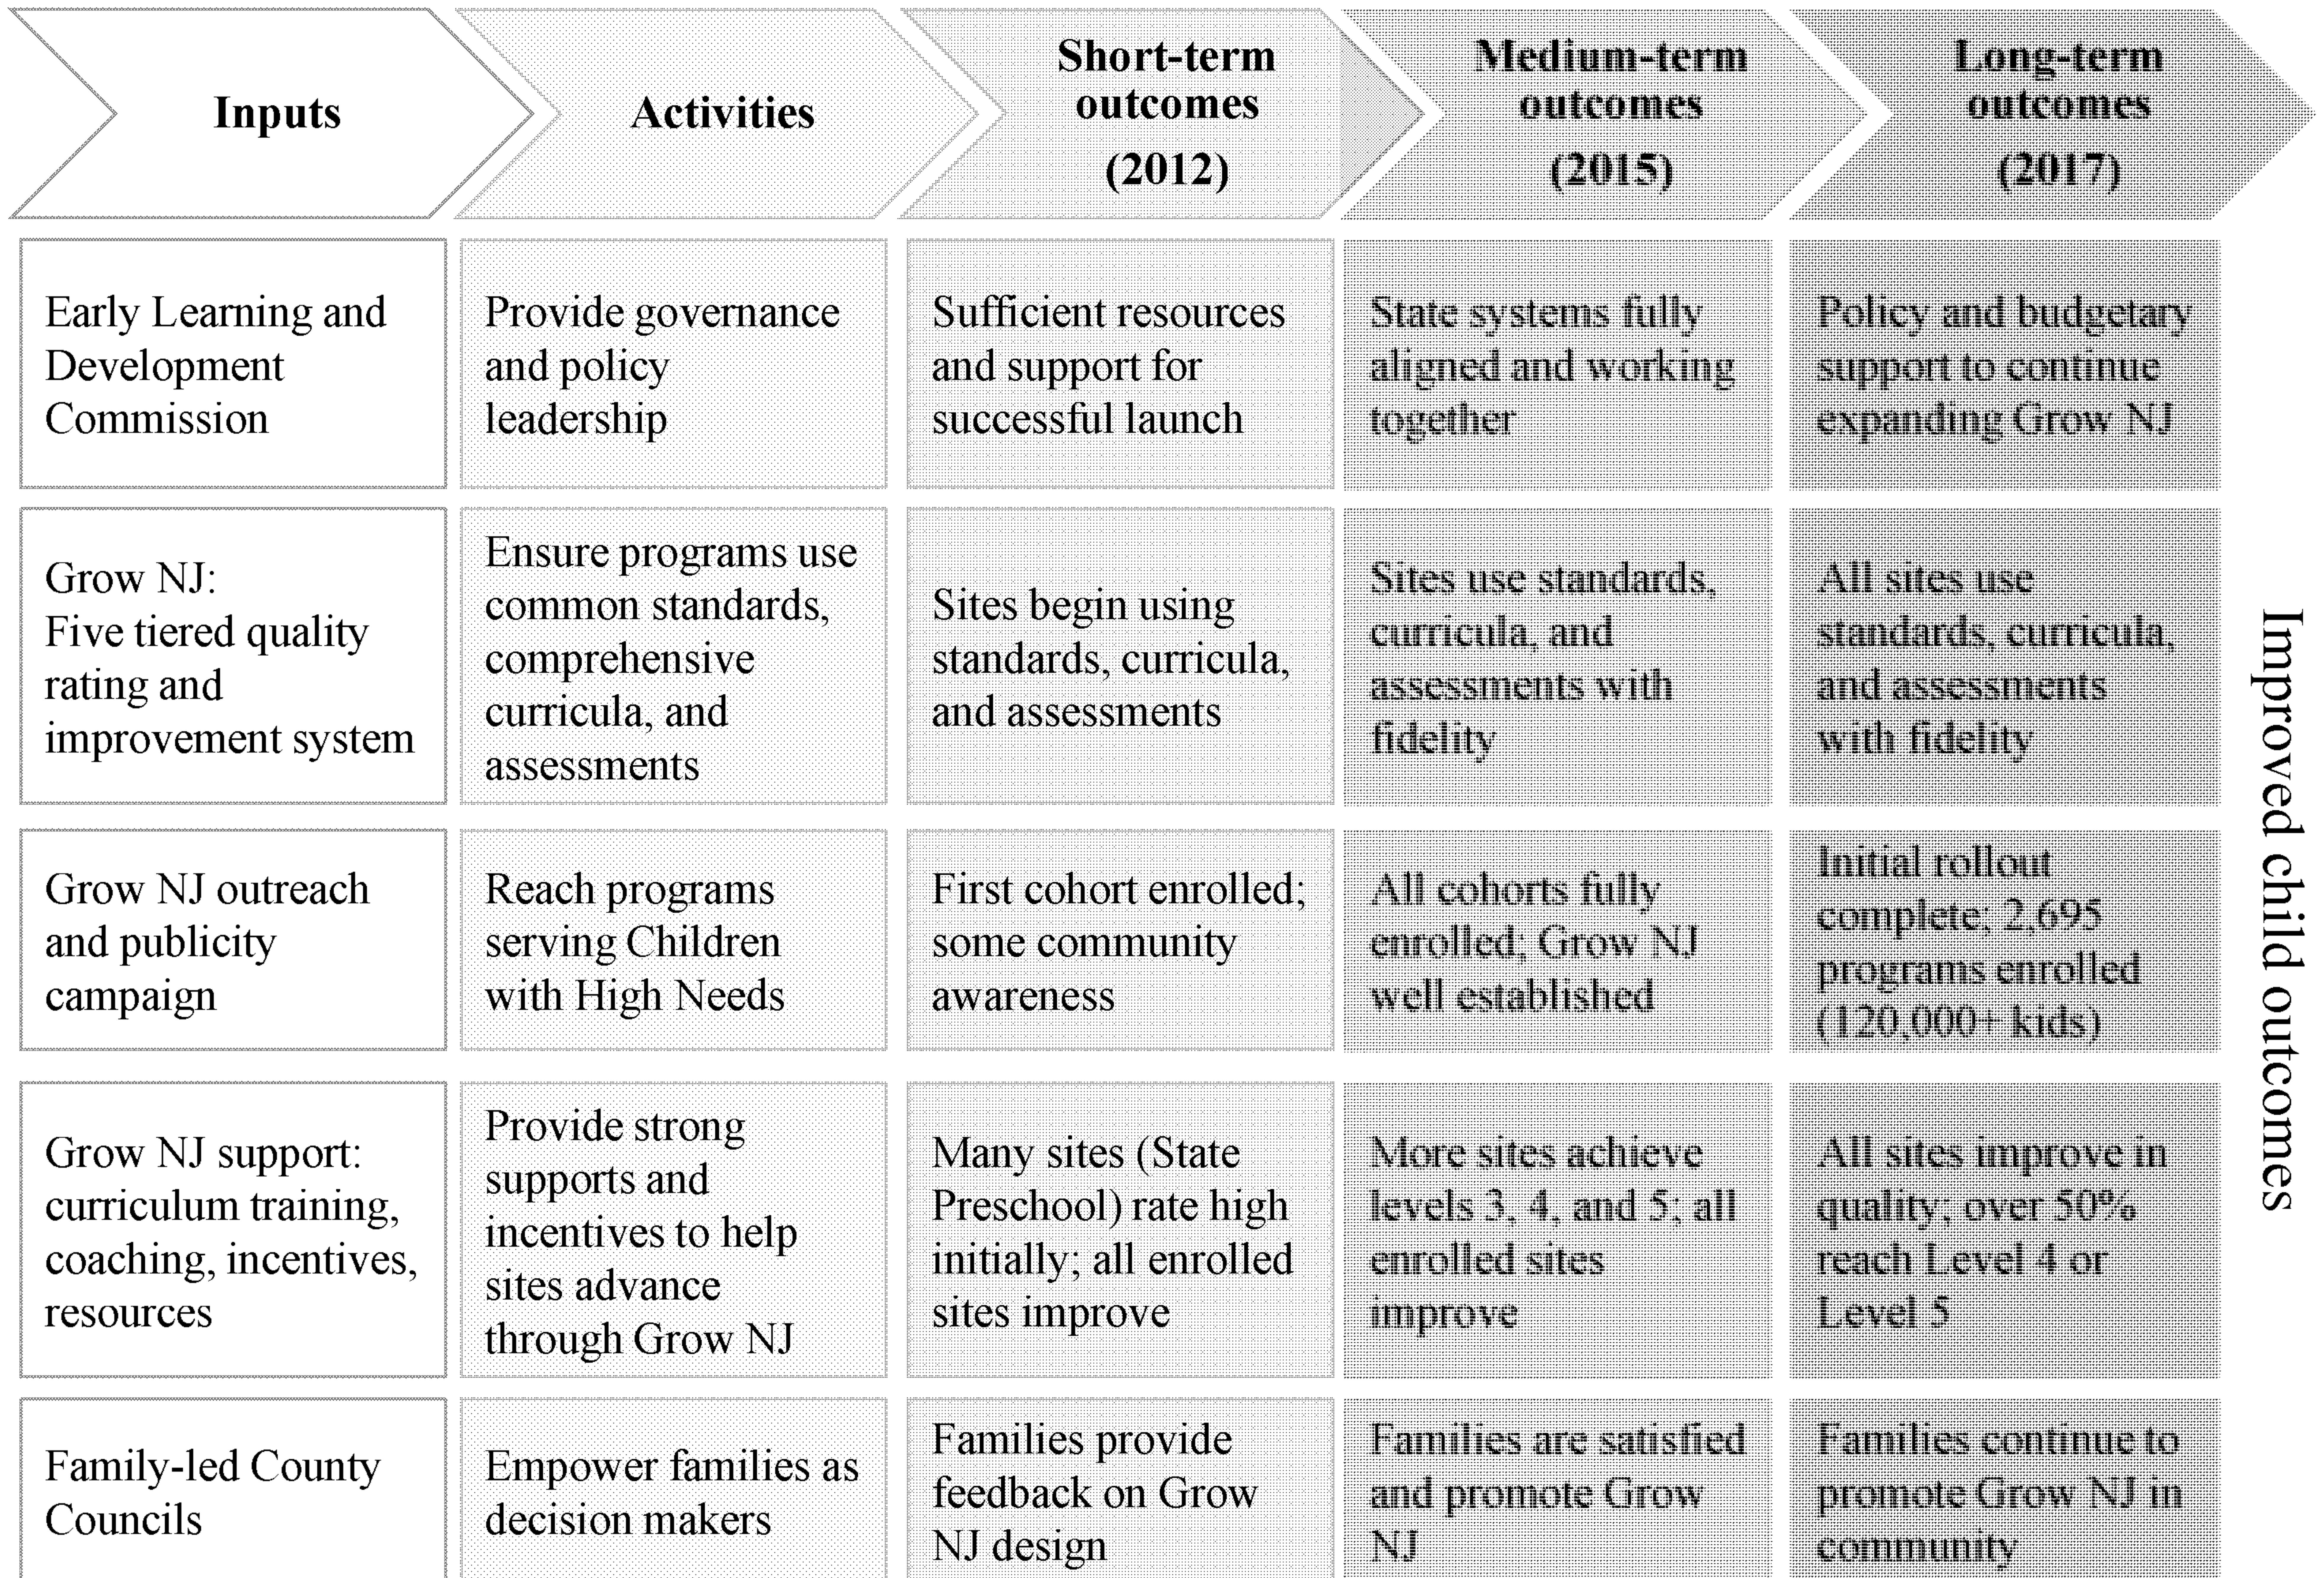 Inputs
Activities
Short-term
outcomes
(2012)
Medium-term
outcomes
(2015)
Long-term
outcomes
(2017)
Early Learning and
Development
Commission
Provide governance
and policy
leadership
Sufficient resources
and support for
successful launch
State systems fully
aligned and working
together
Policy and budgetary
support to continue
expanding Grow NJ
Grow NJ:
Five tiered quality
rating and
improvement system
Ensure programs use
common standards,
comprehensive
curricula, and
assessments
Sites begin using
standards, curricula,
and assessments
Sites use standards,
curricula, and
assessments with
fidelity
All sites use
standards, curricula,
and assessments
with fidelity
Grow NJ outreach
and publicity
campaign
Reach programs
serving Children
with High Needs
First cohort enrolled;
some community
awareness
All cohorts fully
enrolled; Grow NJ
well established
Initial rollout
complete; 2,695
programs enrolled
(120,000+ kids)
Grow NJ support:
curriculum training,
coaching, incentives,
resources
Provide strong
supports and
incentives to help
sites advance
through Grow NJ
Many sites (State
Preschool) rate high
initially; all enrolled
sites improve
More sites achieve
levels 3, 4, and 5; all
enrolled sites
improve
All sites improve in
quality; over 50%
reach Level 4 or
Level 5
Family-led County
Councils
Empower families as
decision makers
Families provide
feedback on Grow
NJ design
Families are satisfied
and promote Grow
NJ
Families continue to
promote Grow NJ in
community
Improved child outcomes